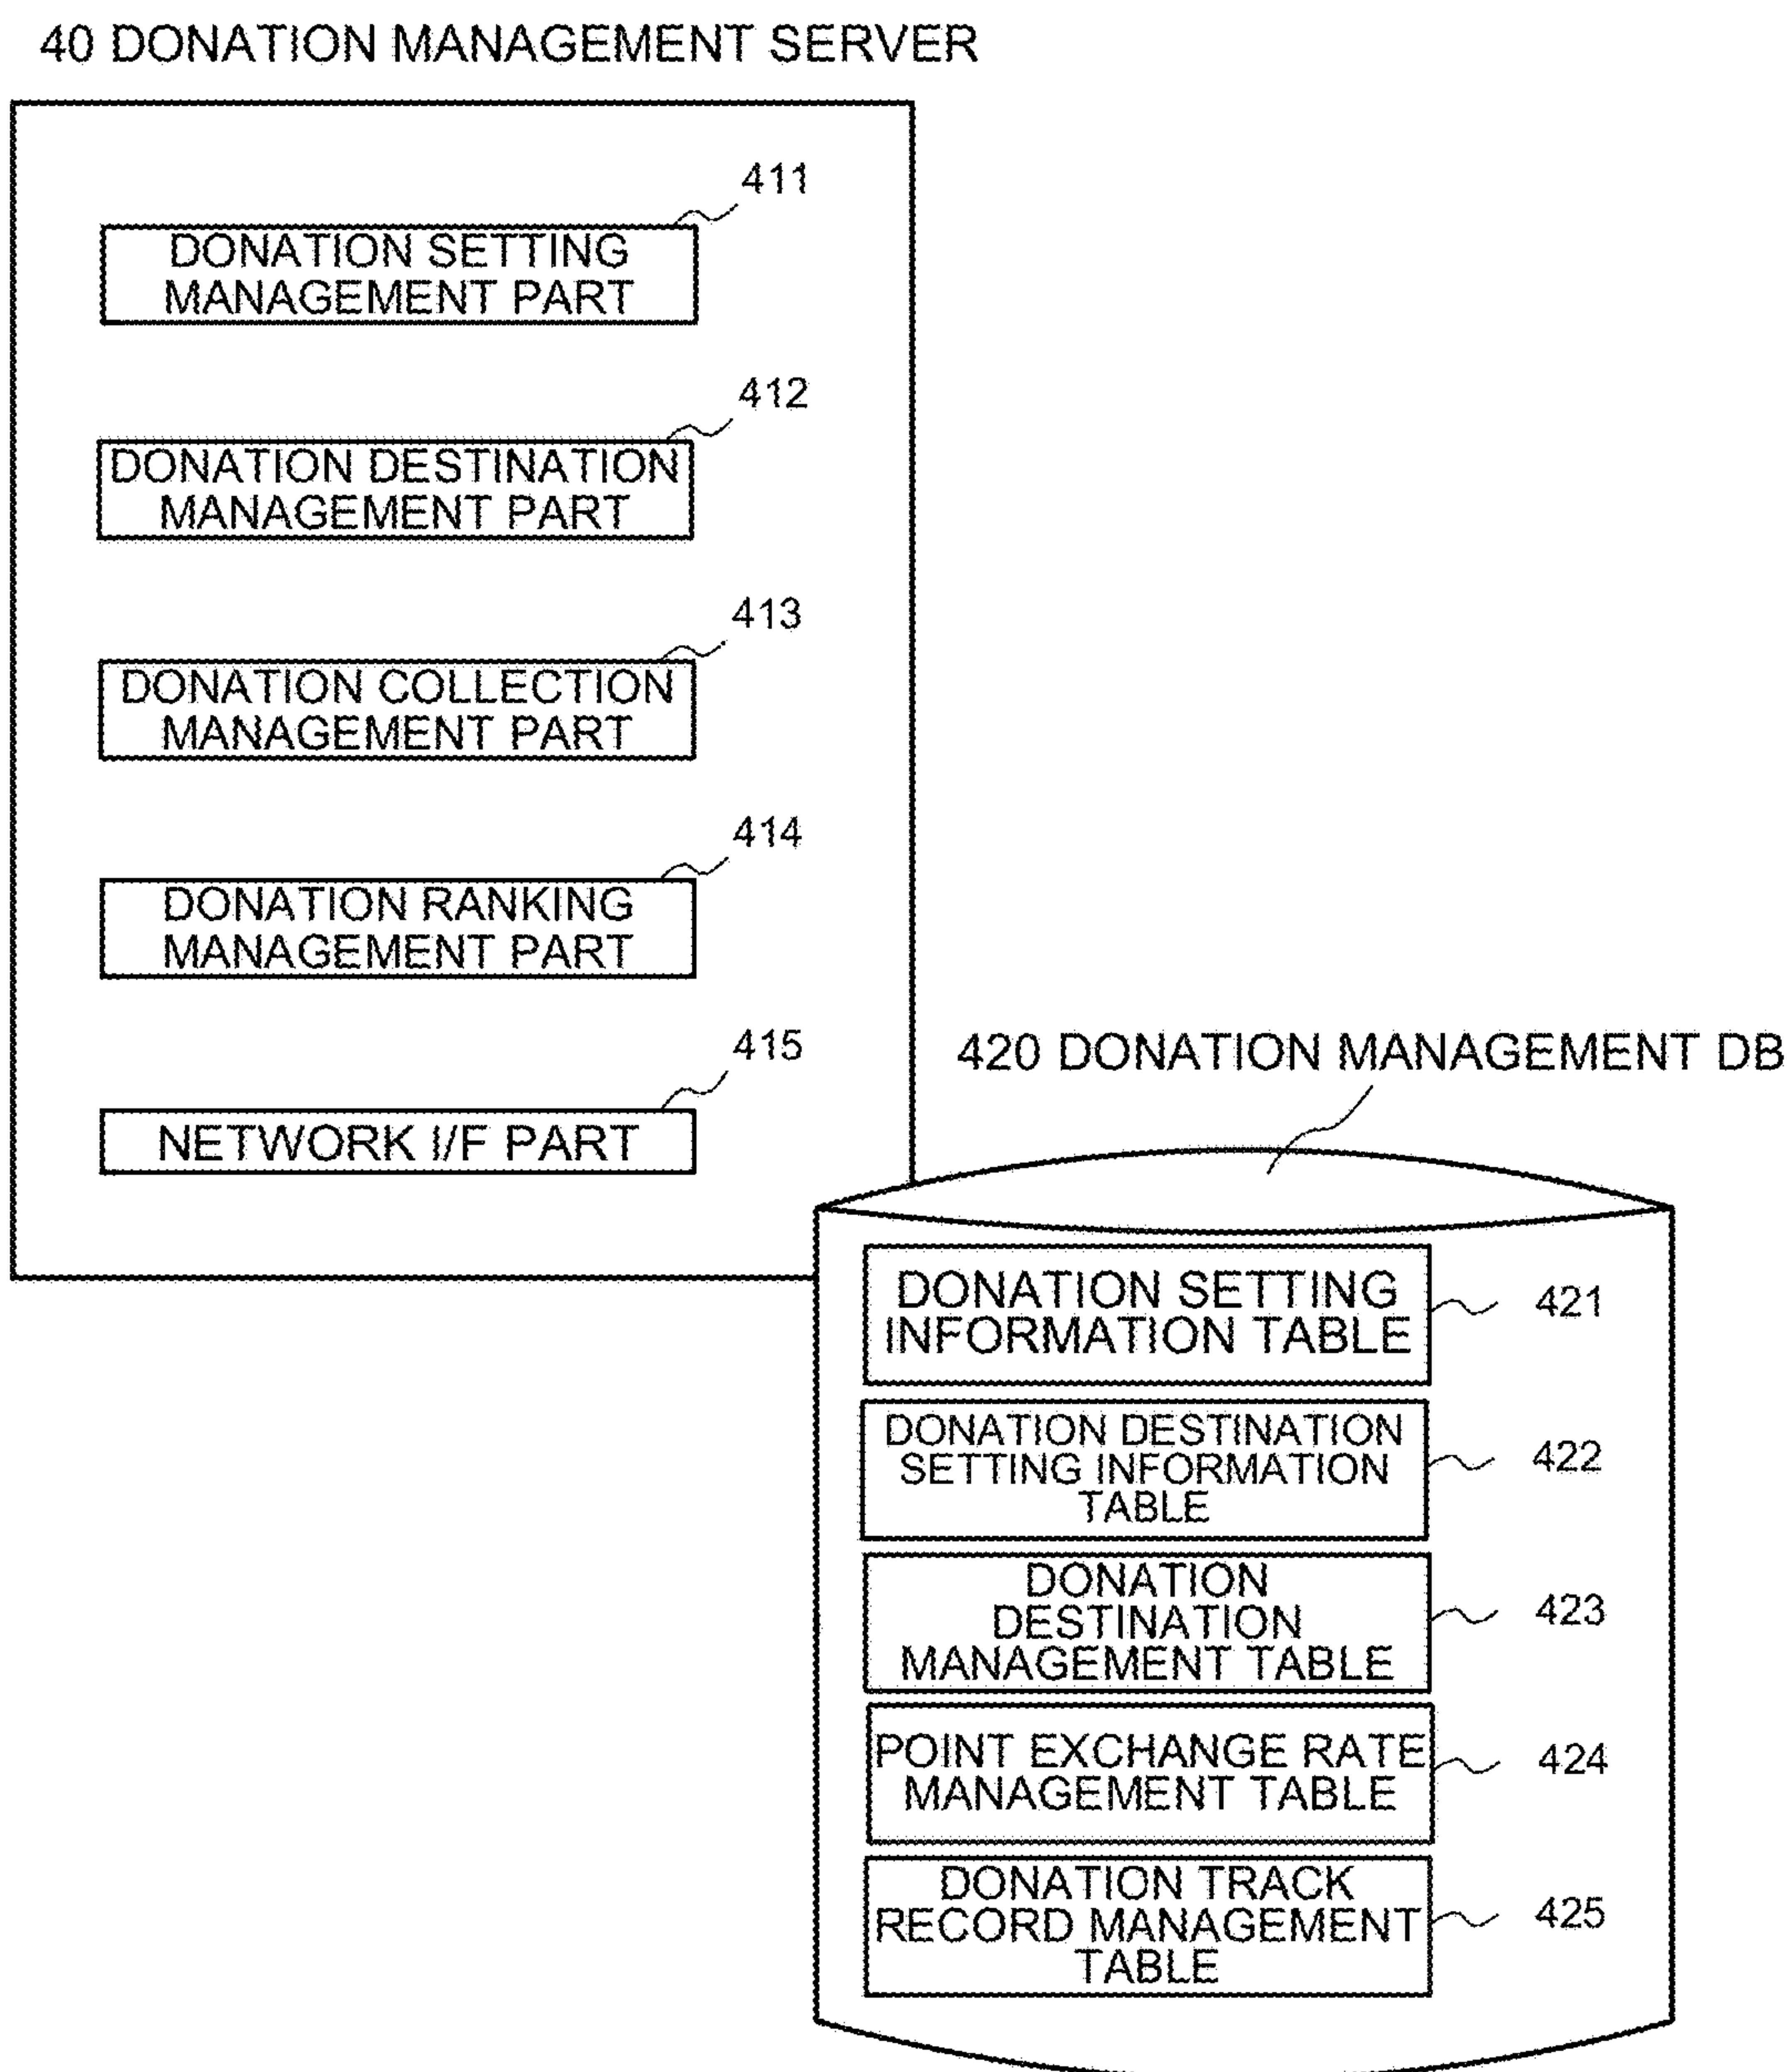 40 DONATION MANAGEMENT SERVER
411
DONATION SETTING
MANAGEMENT PART
412
DONATION DESTINATION
MANAGEMENT PART
413
DONATION COLLECTION
MANAGEMENT PART
414
DONATION RANKING
MANAGEMENT PART
415
NETWORK I/F PART
420 DONATION MANAGEMENT DB
DONATION SETTING
INFORMATION TABLE
421
DONATION DESTINATION
SETTING INFORMATION
TABLE
422
DONATION
DESTINATION
MANAGEMENT TABLE
423
POINT EXCHANGE RATE
MANAGEMENT TABLE
424
DONATION TRACK
RECORD MANAGEMENT
TABLE
425